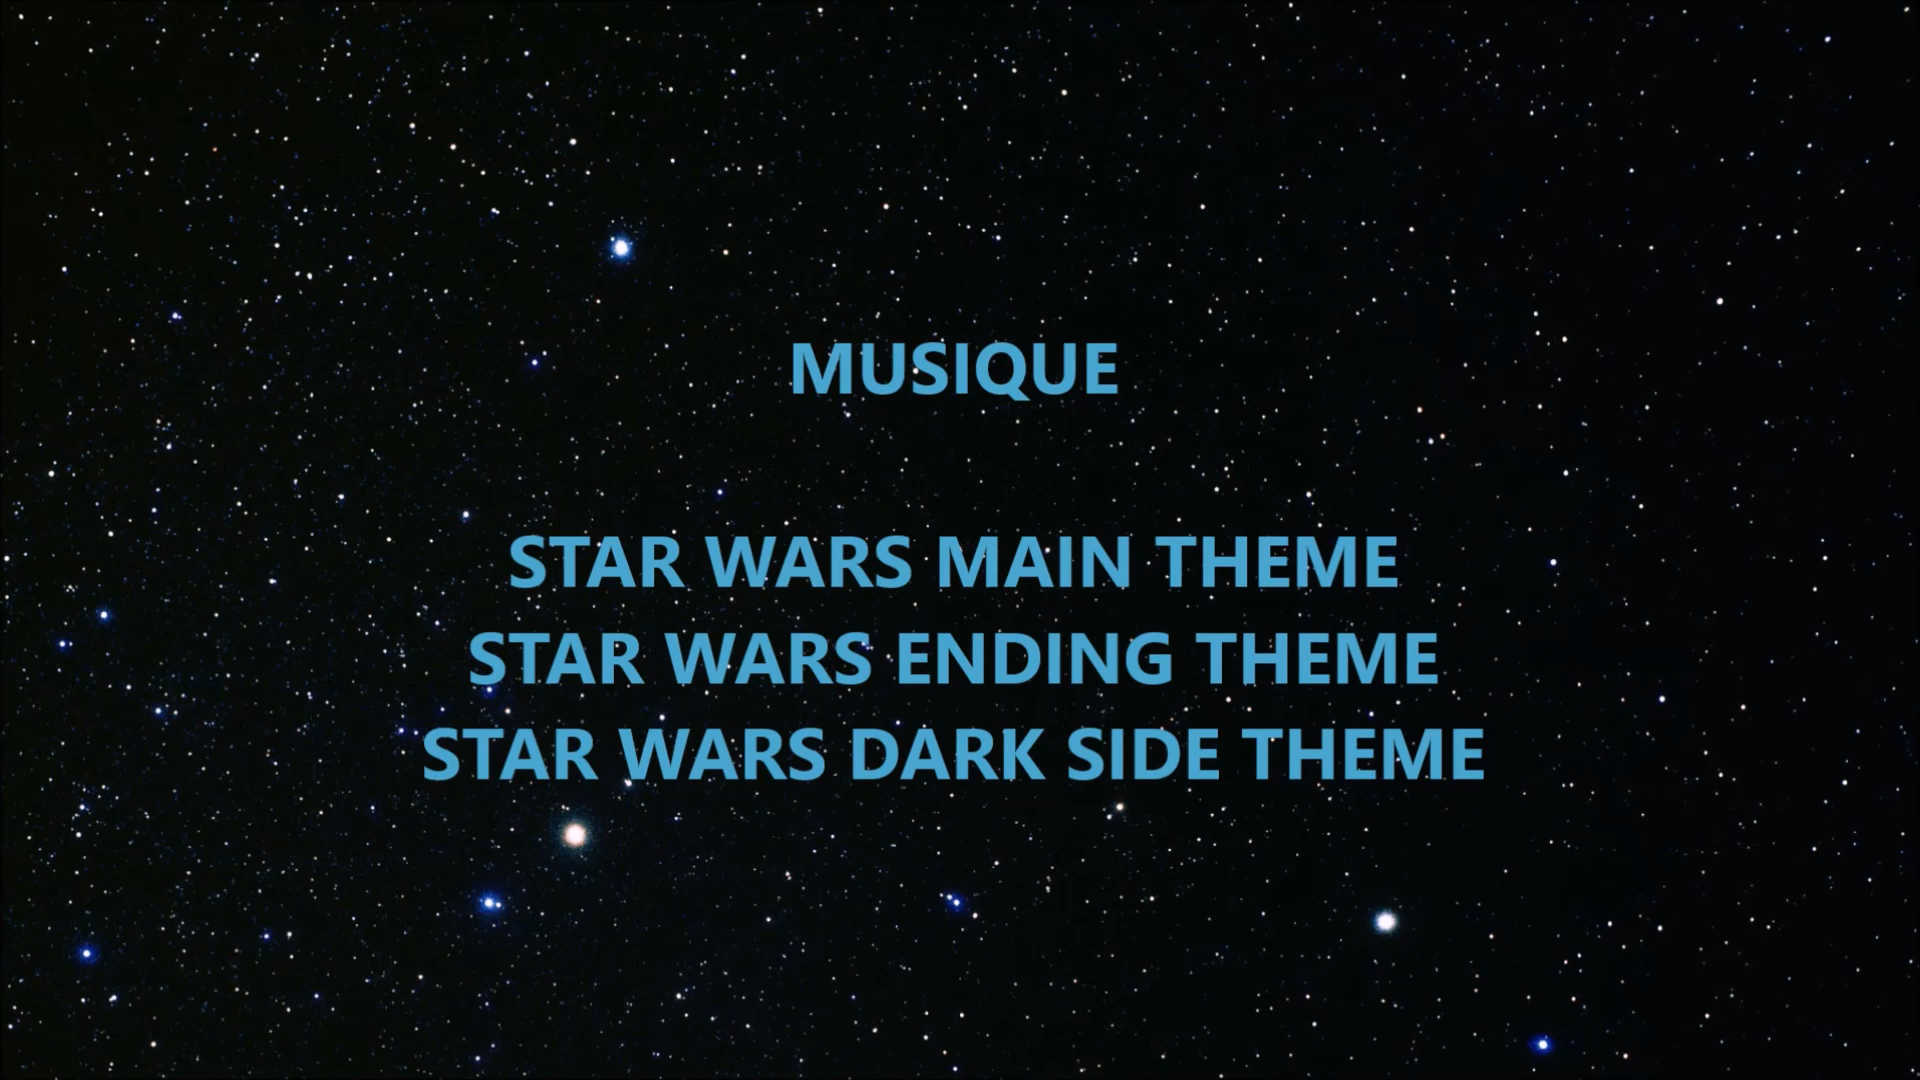 MUSIQUE
STAR WARS MAIN THEME
STAR WARS ENDING THEME
STAR WARS DARK SIDE THEME